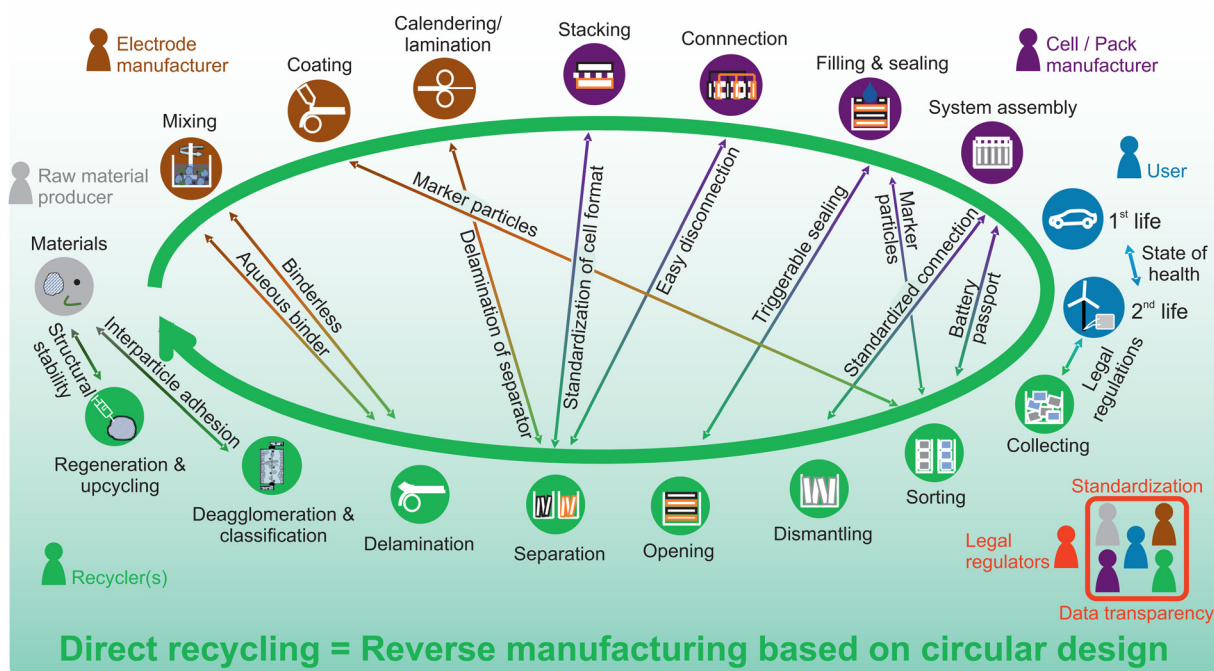 Electrode
manufacturer
Calendering/
lamination
Stacking
Connnection
Cell / Pack
manufacturer
Coating
Filling & sealing
System assembly
Mixing
Raw material
producer
User
Materials
1st life
State of
health
2nd life
Legal
regulations
Marker particles
Delamination of separator
Standardization of cell format
Easy disconnection
Triggerable sealing
Marker
particles
Standardized connection
Battery
passport
Binderless
Aqueous binder
Structural
stability
Interparticle adhesion
Regeneration &
upcycling
Deagglomeration &
classification
Delamination
Separation
Opening
Dismantling
Sorting
Collecting
Recycler(s)
Standardization
Legal
regulators
Data transparency
Direct recycling = Reverse manufacturing based on circular design